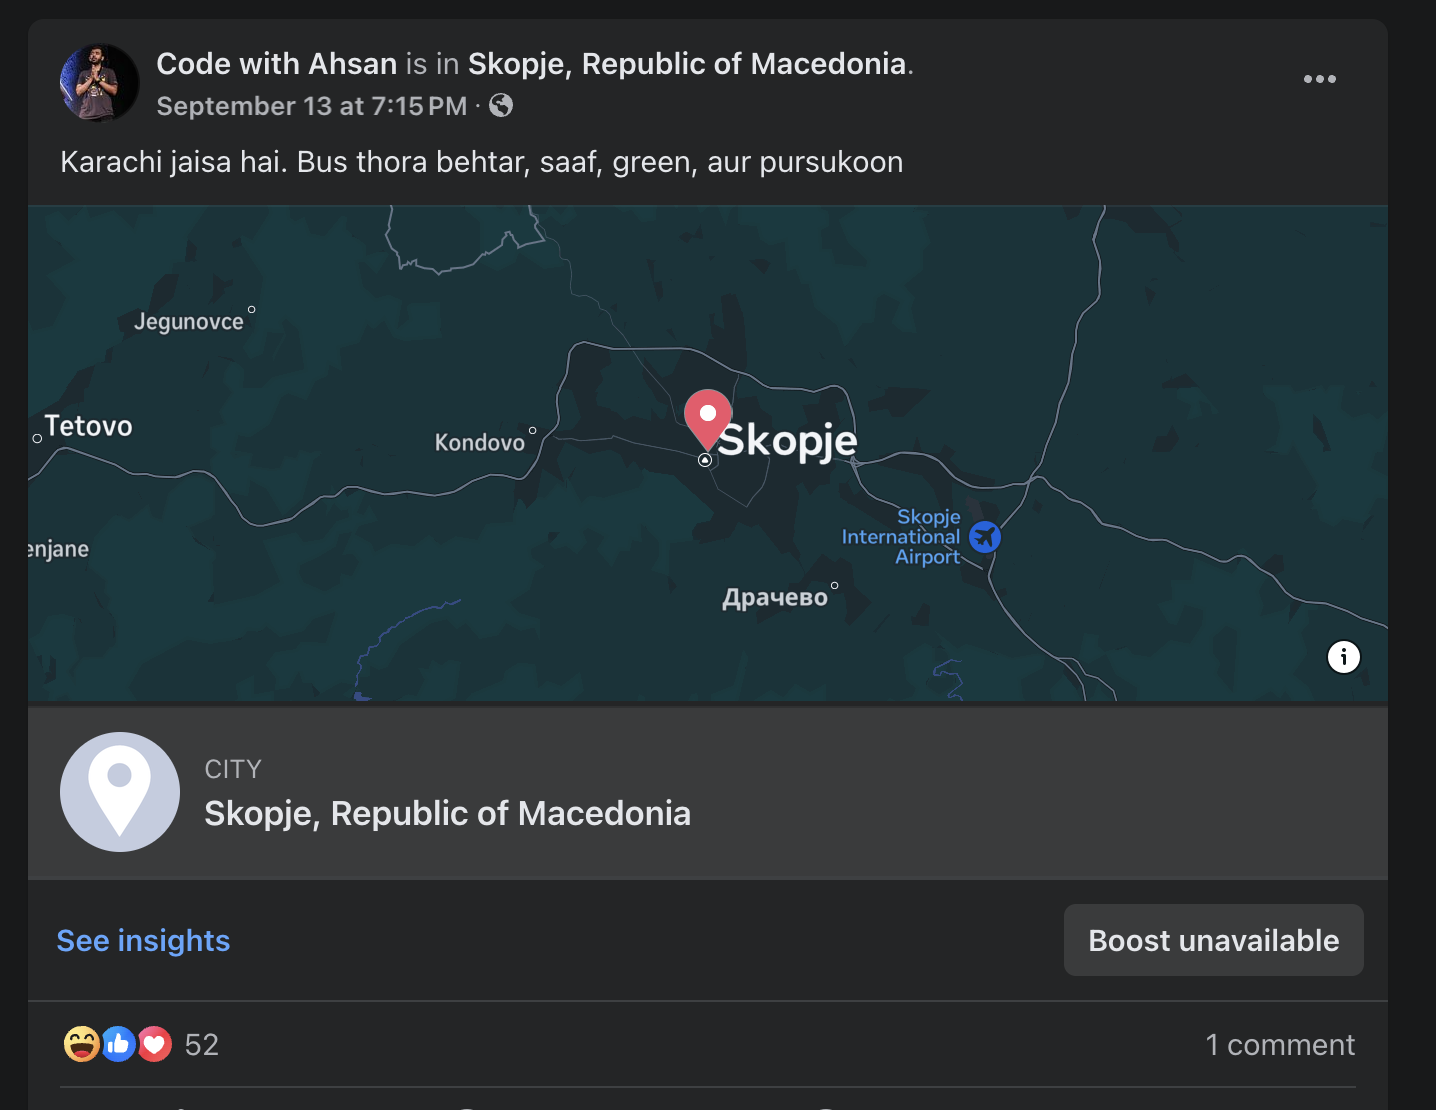 Code with Ahsan is in Skopje, Republic of Macedonia.
September 13 at 7:15 PM ·
Karachi jaisa hai. Bus thora behtar, saaf, green, aur pursukoon
Jegunovce
Tetovo
Kondovo
Skopje
Skopje
International
Airport
enjane
Драчево
CITY
Skopje, Republic of Macedonia
See insights
Boost unavailable
52
1 comment